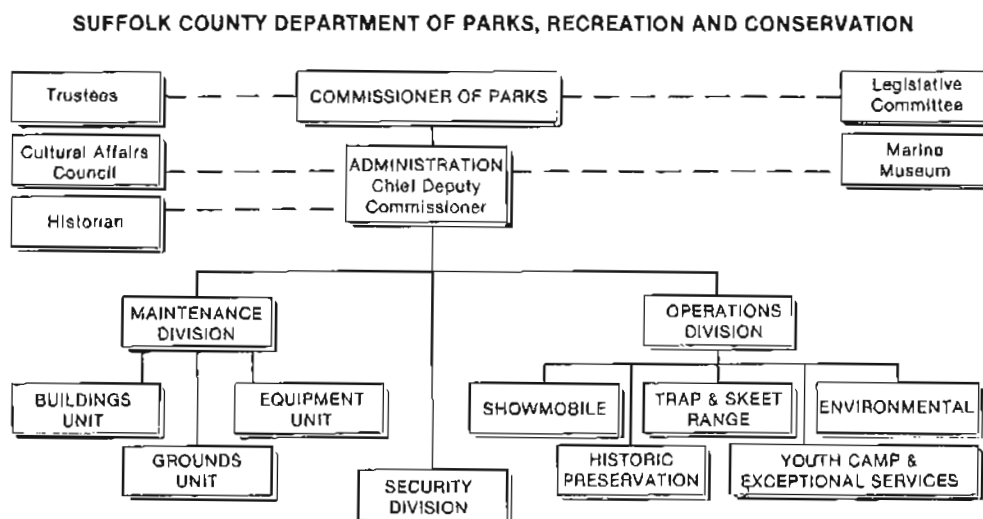 SUFFOLK COUNTY DEPARTMENT OF PARKS, RECREATION AND CONSERVATION
Trustees
COMMISSIONER OF PARKS
Legislative
Committee
Cultural Affairs
Council
ADMINISTRATION
Chief Deputy
Commissioner
Marine
Museum
Historian
MAINTENANCE
DIVISION
OPERATIONS
DIVISION
BUILDINGS
UNIT
EQUIPMENT
UNIT
SHOWMOBILE
TRAP & SKEET
RANGE
ENVIRONMENTAL
GROUNDS
UNIT
HISTORIC
PRESERVATION
YOUTH CAMP &
EXCEPTIONAL SERVICES
SECURITY
DIVISION